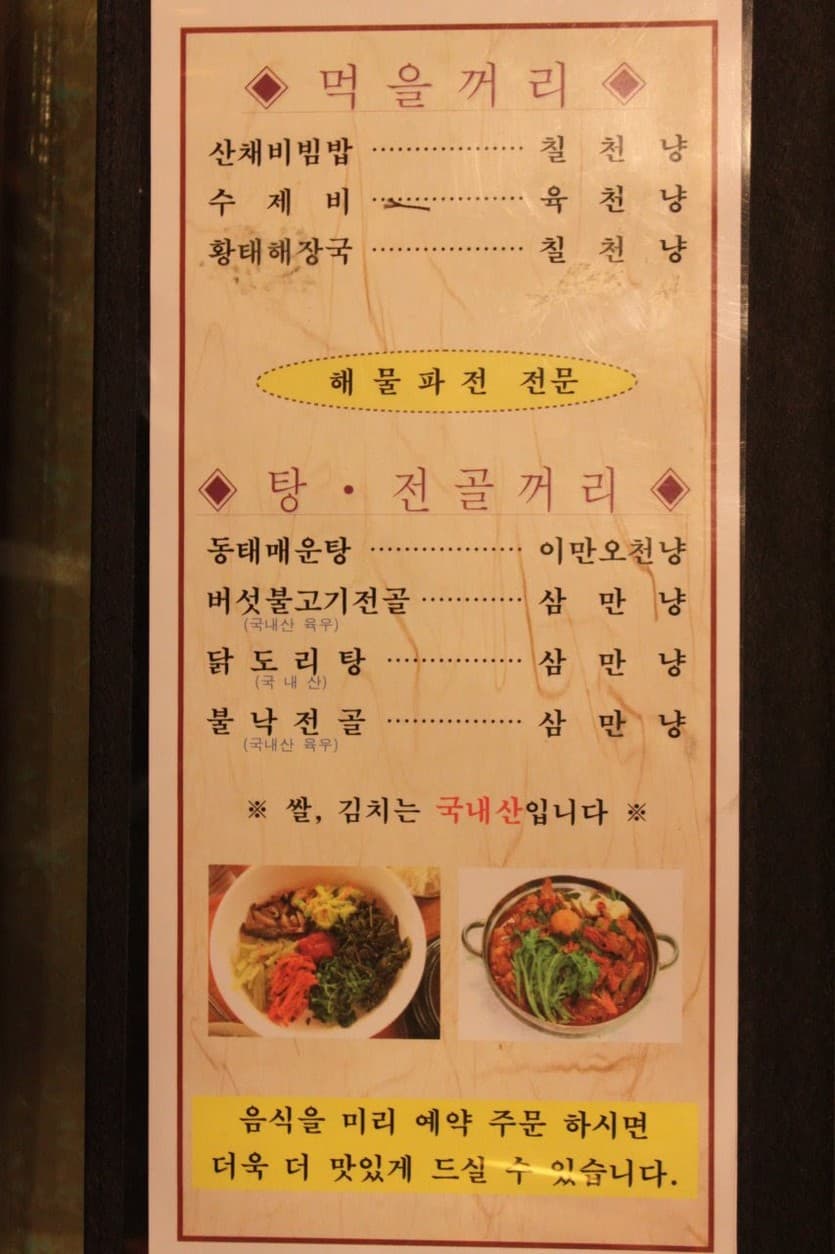 ◈ 먹을꺼리 ◈
산채비빔밥 ·················· 칠 천 냥
수 제 비 ·················· 육 천 냥
황태해장국 ·················· 칠 천 냥
해물파전 전문
◈ 탕·전골꺼리 ◈
동태매운탕 ·················· 이만오천냥
버섯불고기전골 ············ 삼 만 냥
(국내산 육우)
닭도리탕 ················ 삼 만 냥
(국 내 산)
불낙전골 ················ 삼 만 냥
(국내산 육우)
※ 쌀, 김치는 국내산입니다 ※
음식을 미리 예약 주문 하시면
더욱 더 맛있게 드실 수 있습니다.